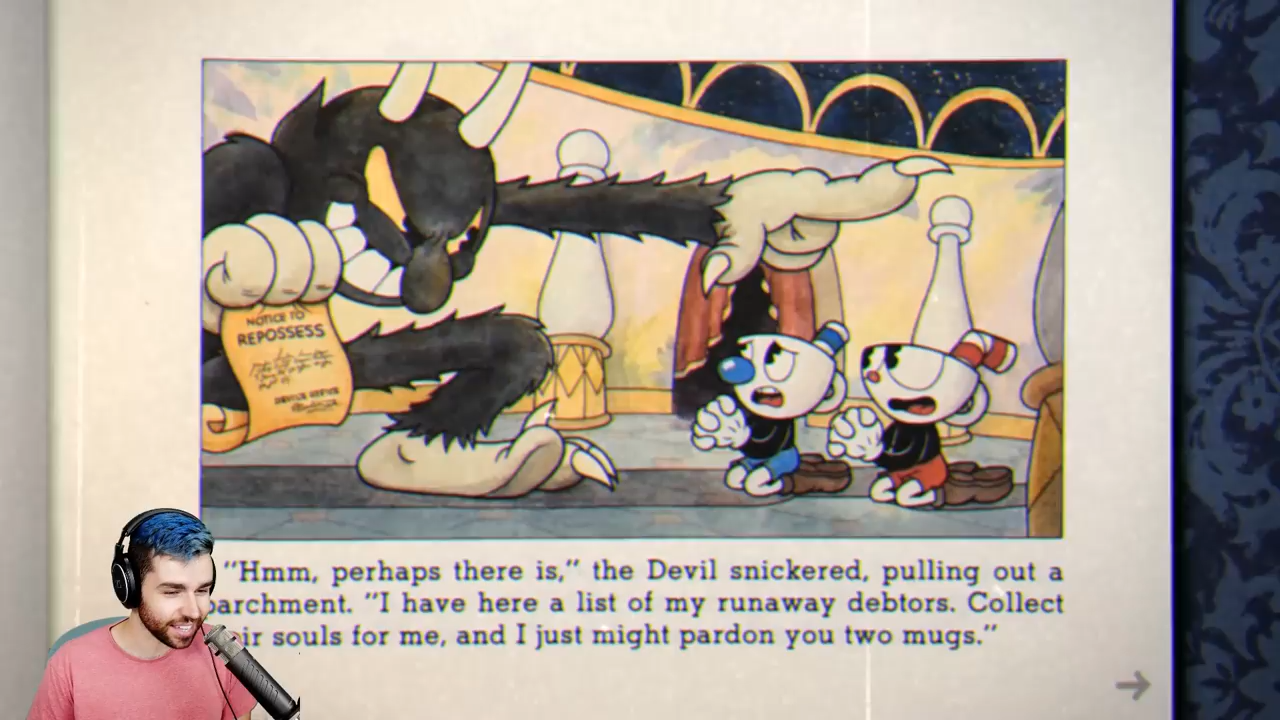 NOTICE TO
REPOSSESS
"Hmm, perhaps there is," the Devil snickered, pulling out a
parchment. "I have here a list of my runaway debtors. Collect
souls for me, and I just might pardon you two mugs."